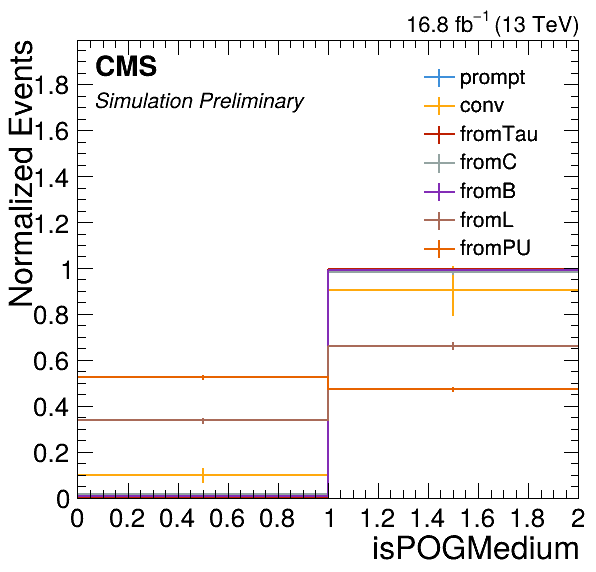 16.8 fb⁻¹ (13 TeV)
CMS
Simulation Preliminary
prompt
conv
fromTau
fromC
fromB
fromL
fromPU
Normalized Events
1.8
1.6
1.4
1.2
1
0.8
0.6
0.4
0.2
0
0 0.2 0.4 0.6 0.8 1 1.2 1.4 1.6 1.8 2
isPOGMedium